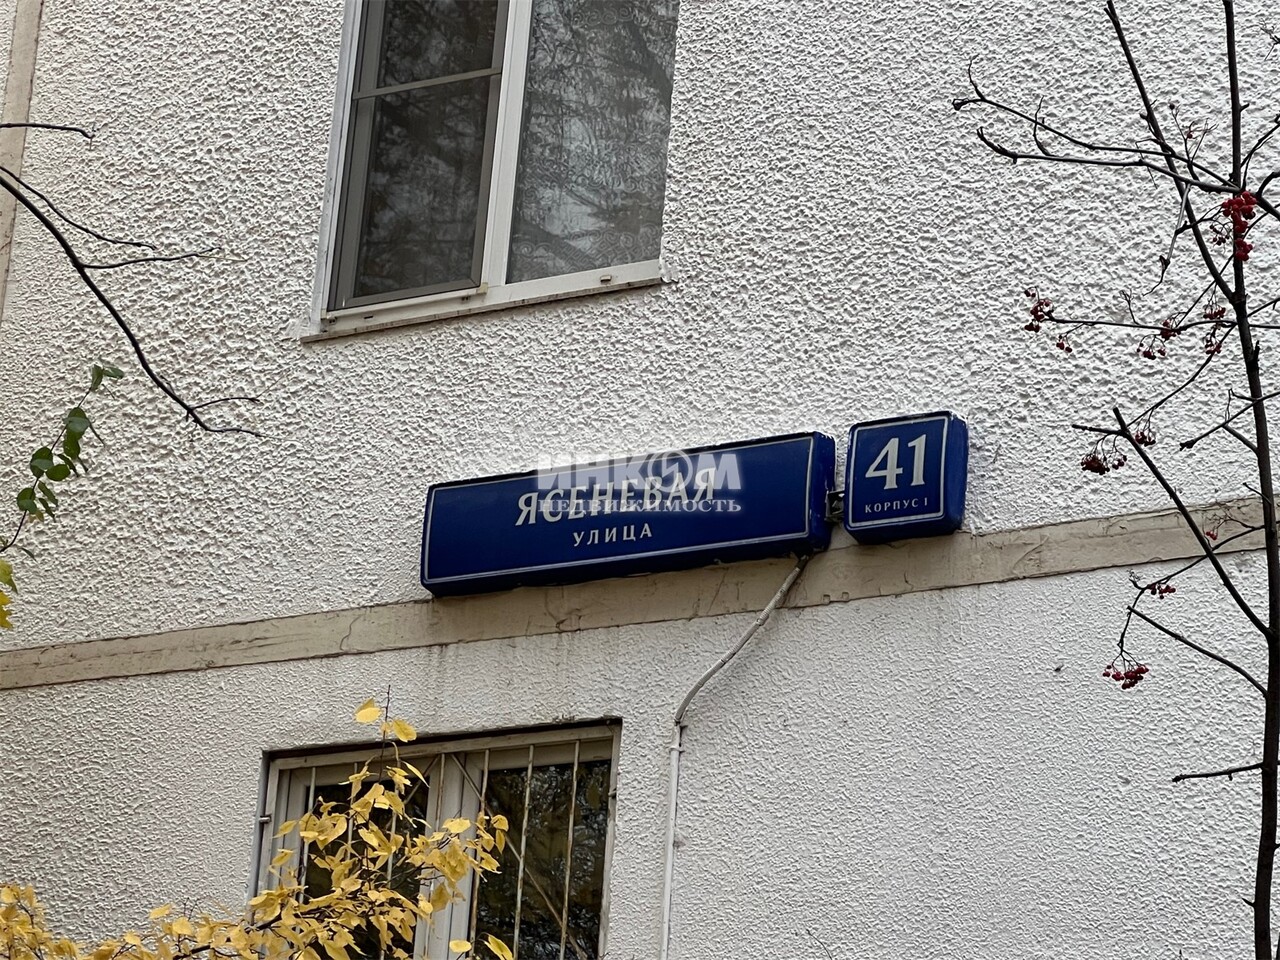 ЯСЕНЕВАЯ
УЛИЦА
41
КОРПУС 1
ИНКОМ
НЕДВИЖИМОСТЬ